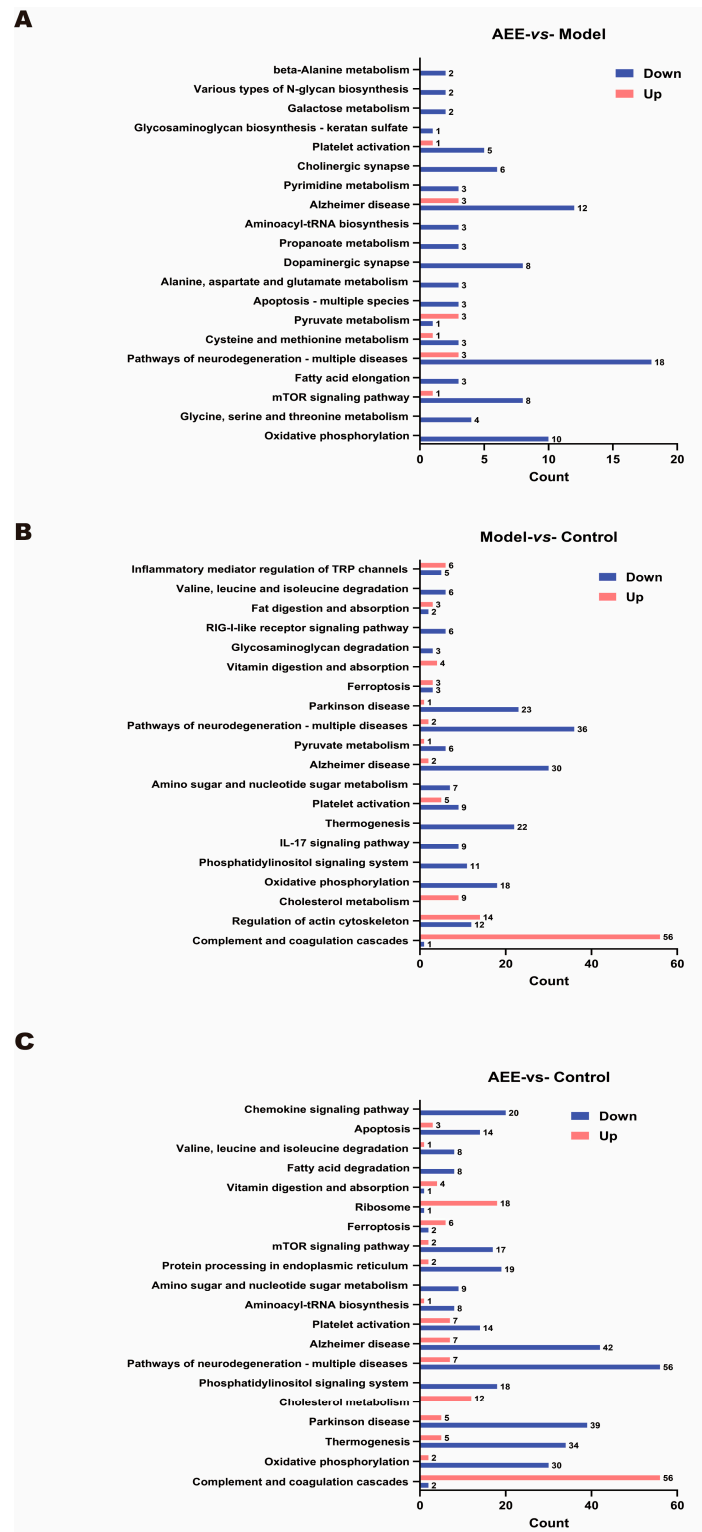 A
AEE-vs- Model
Down
Up
beta-Alanine metabolism 2
Various types of N-glycan biosynthesis 2
Galactose metabolism 2
Glycosaminoglycan biosynthesis - keratan sulfate 1
Platelet activation 1 5
Cholinergic synapse 6
Pyrimidine metabolism 3
Alzheimer disease 3 12
Aminoacyl-tRNA biosynthesis 3
Propanoate metabolism 3
Dopaminergic synapse 8
Alanine, aspartate and glutamate metabolism 3
Apoptosis - multiple species 3
Pyruvate metabolism 3 1
Cysteine and methionine metabolism 1 3
Pathways of neurodegeneration - multiple diseases 3 18
Fatty acid elongation 3
mTOR signaling pathway 1 8
Glycine, serine and threonine metabolism 4
Oxidative phosphorylation 10
0 5 10 15 20
Count
B
Model-vs- Control
Down
Up
Inflammatory mediator regulation of TRP channels 6 5
Valine, leucine and isoleucine degradation 6
Fat digestion and absorption 3 2
RIG-I-like receptor signaling pathway 6
Glycosaminoglycan degradation 3
Vitamin digestion and absorption 4
Ferroptosis 3 3
Parkinson disease 1 23
Pathways of neurodegeneration - multiple diseases 2 36
Pyruvate metabolism 1 6
Alzheimer disease 2 30
Amino sugar and nucleotide sugar metabolism 7
Platelet activation 5 9
Thermogenesis 22
IL-17 signaling pathway 9
Phosphatidylinositol signaling system 11
Oxidative phosphorylation 18
Cholesterol metabolism 9
Regulation of actin cytoskeleton 14 12
Complement and coagulation cascades 56 1
0 20 40 60
Count
C
AEE-vs- Control
Down
Up
Chemokine signaling pathway 20
Apoptosis 3 14
Valine, leucine and isoleucine degradation 1 8
Fatty acid degradation 8
Vitamin digestion and absorption 4 1
Ribosome 18 1
Ferroptosis 6 2
mTOR signaling pathway 2 17
Protein processing in endoplasmic reticulum 2 19
Amino sugar and nucleotide sugar metabolism 9
Aminoacyl-tRNA biosynthesis 1 8
Platelet activation 7 14
Alzheimer disease 7 42
Pathways of neurodegeneration - multiple diseases 7 56
Phosphatidylinositol signaling system 18
Cholesterol metabolism 12
Parkinson disease 5 39
Thermogenesis 5 34
Oxidative phosphorylation 2 30
Complement and coagulation cascades 56 2
0 20 40 60
Count